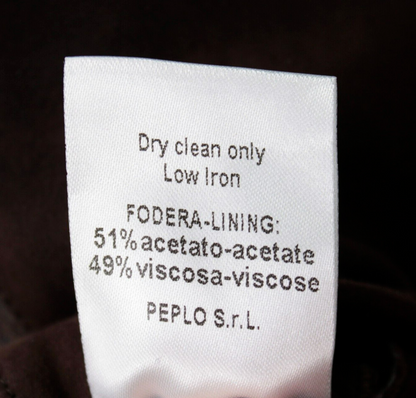 Dry clean only
Low Iron
FODERA-LINING:
51%acetato-acetate
49%viscosa-viscose
PEPLO S.r.L.